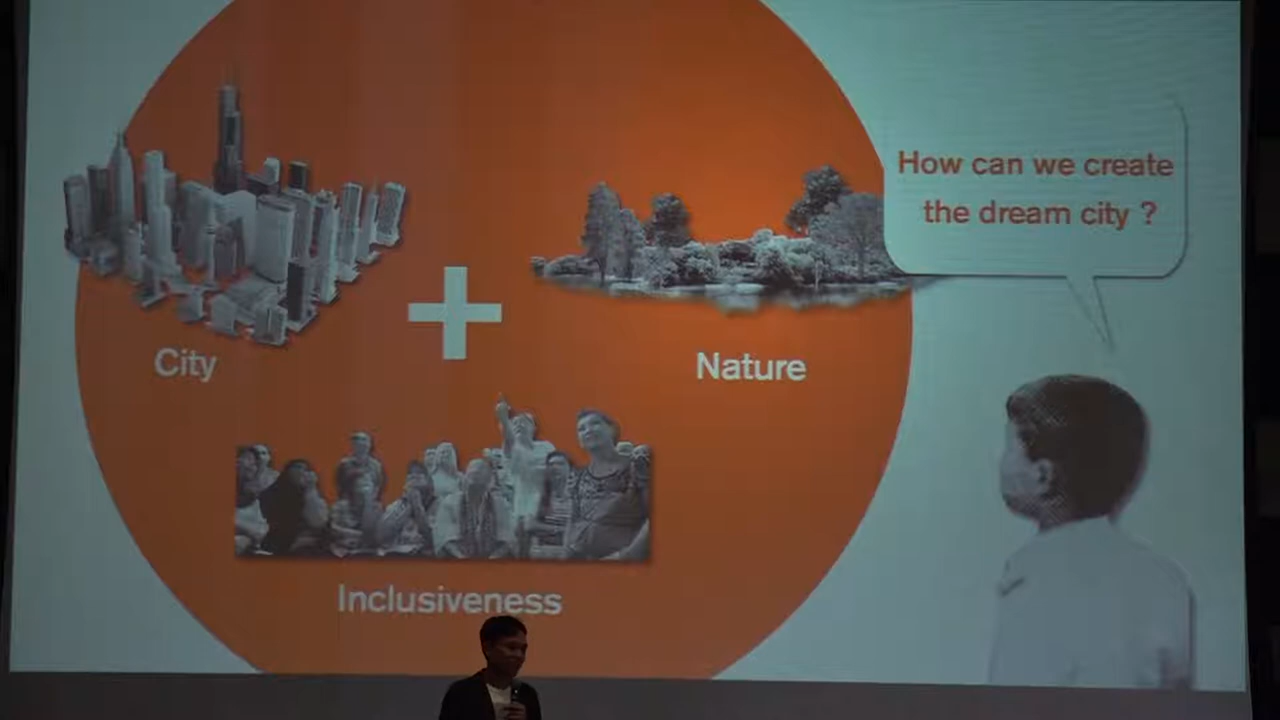 How can we create
the dream city ?
City
Nature
Inclusiveness